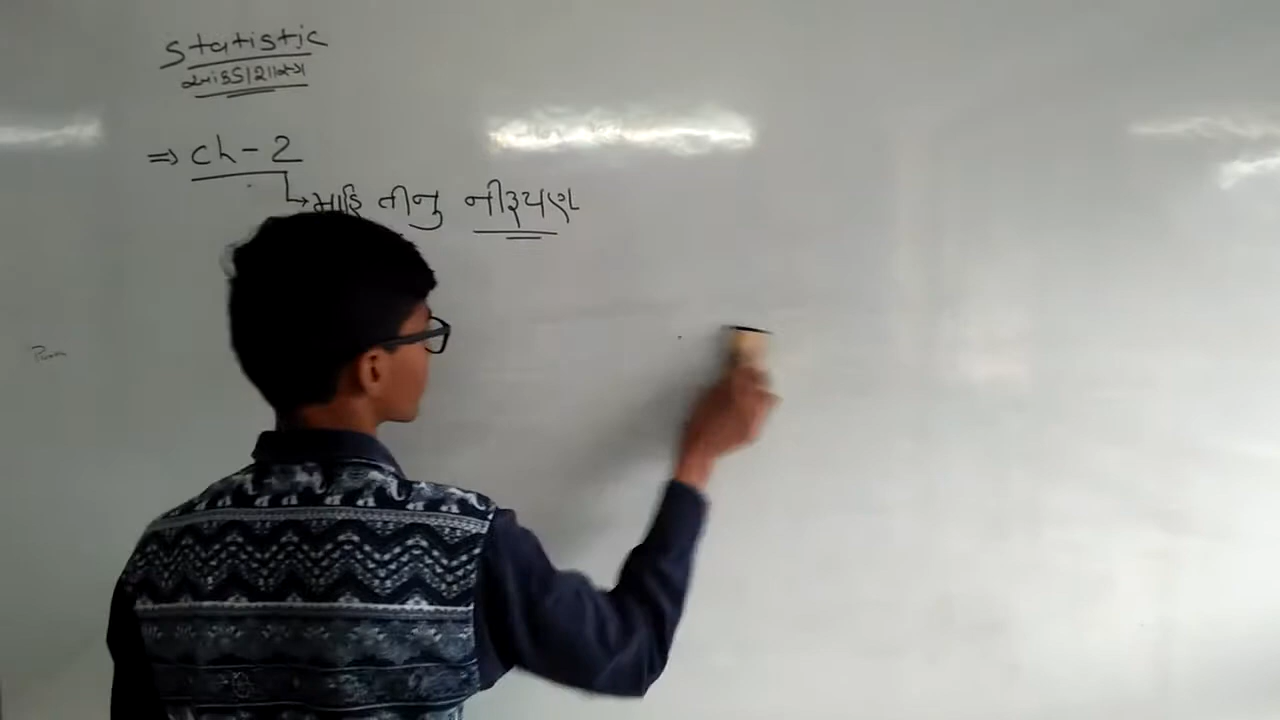 Statistic
આંકડાશાસ્ત્ર
⇒ Ch - 2
↳ માહિતીનુ નીરૂપણ